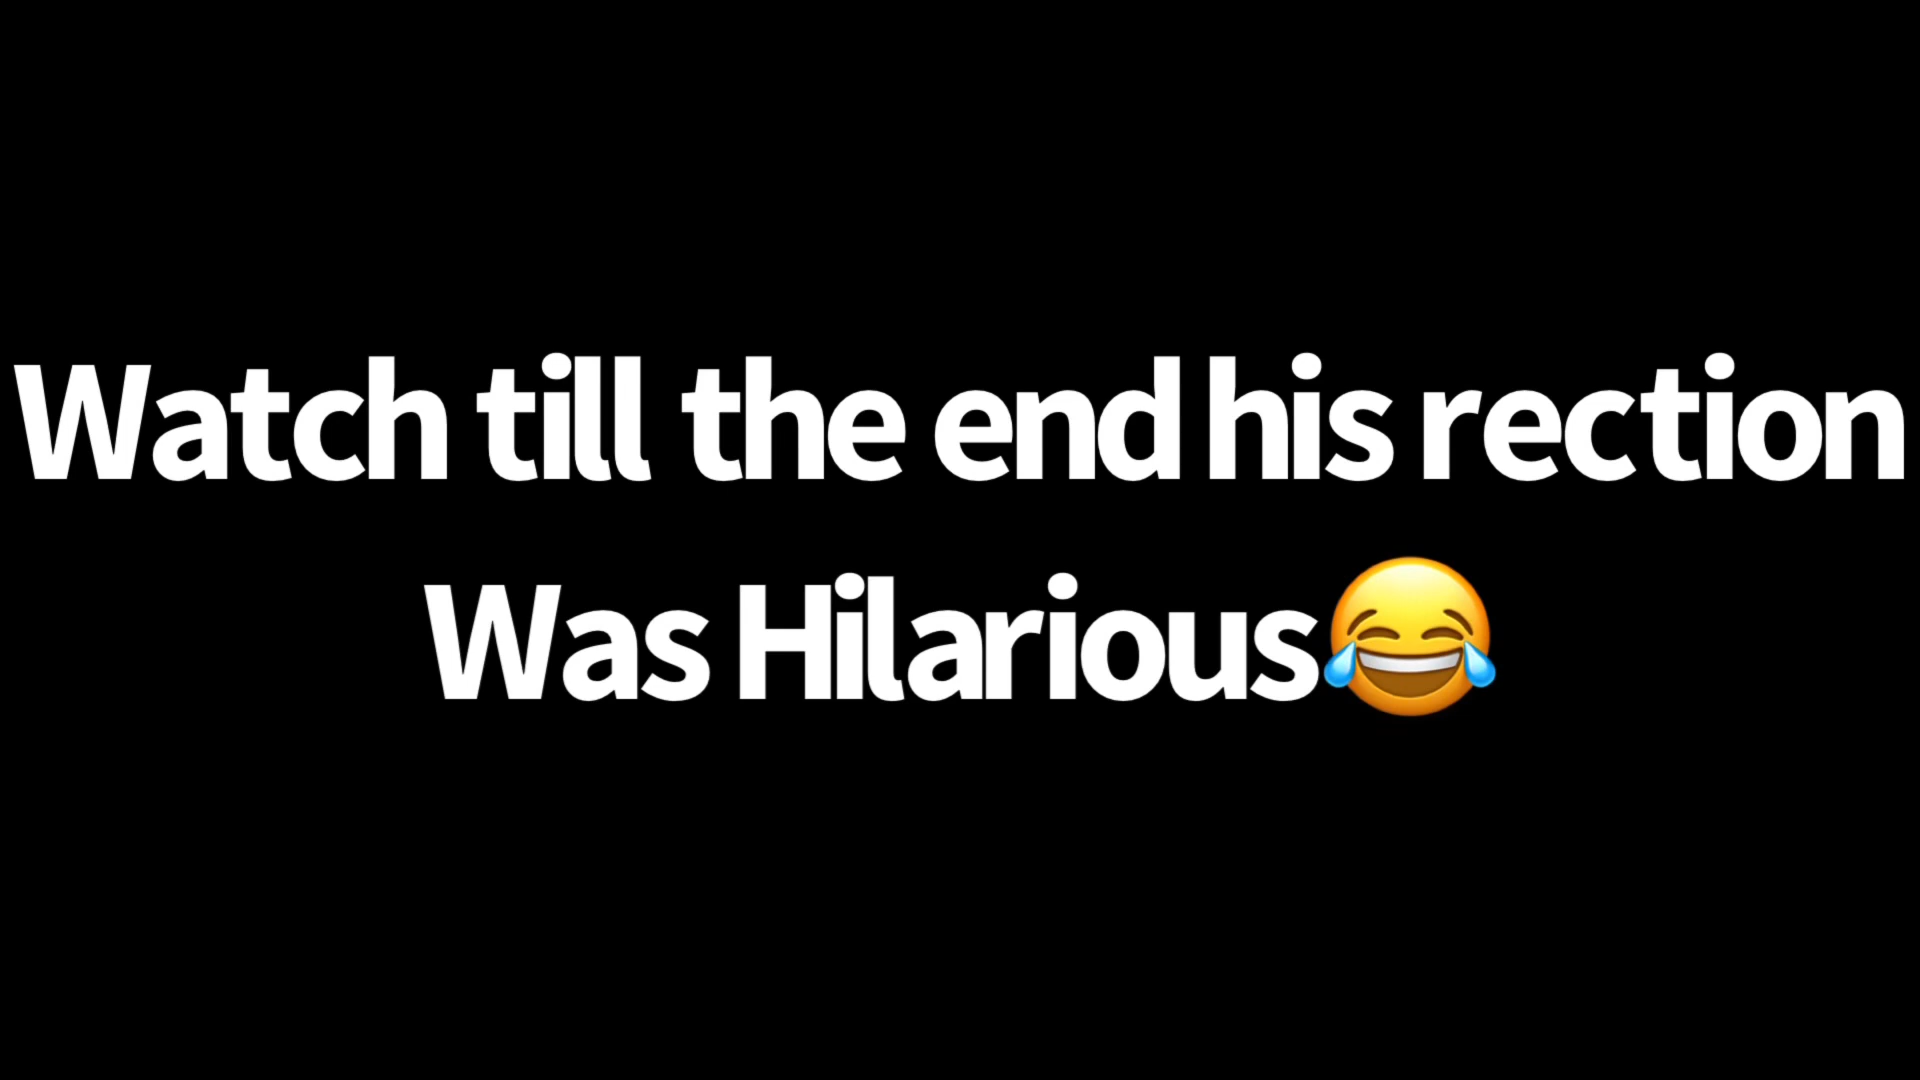 Watch till the end his rection
Was Hilarious😂